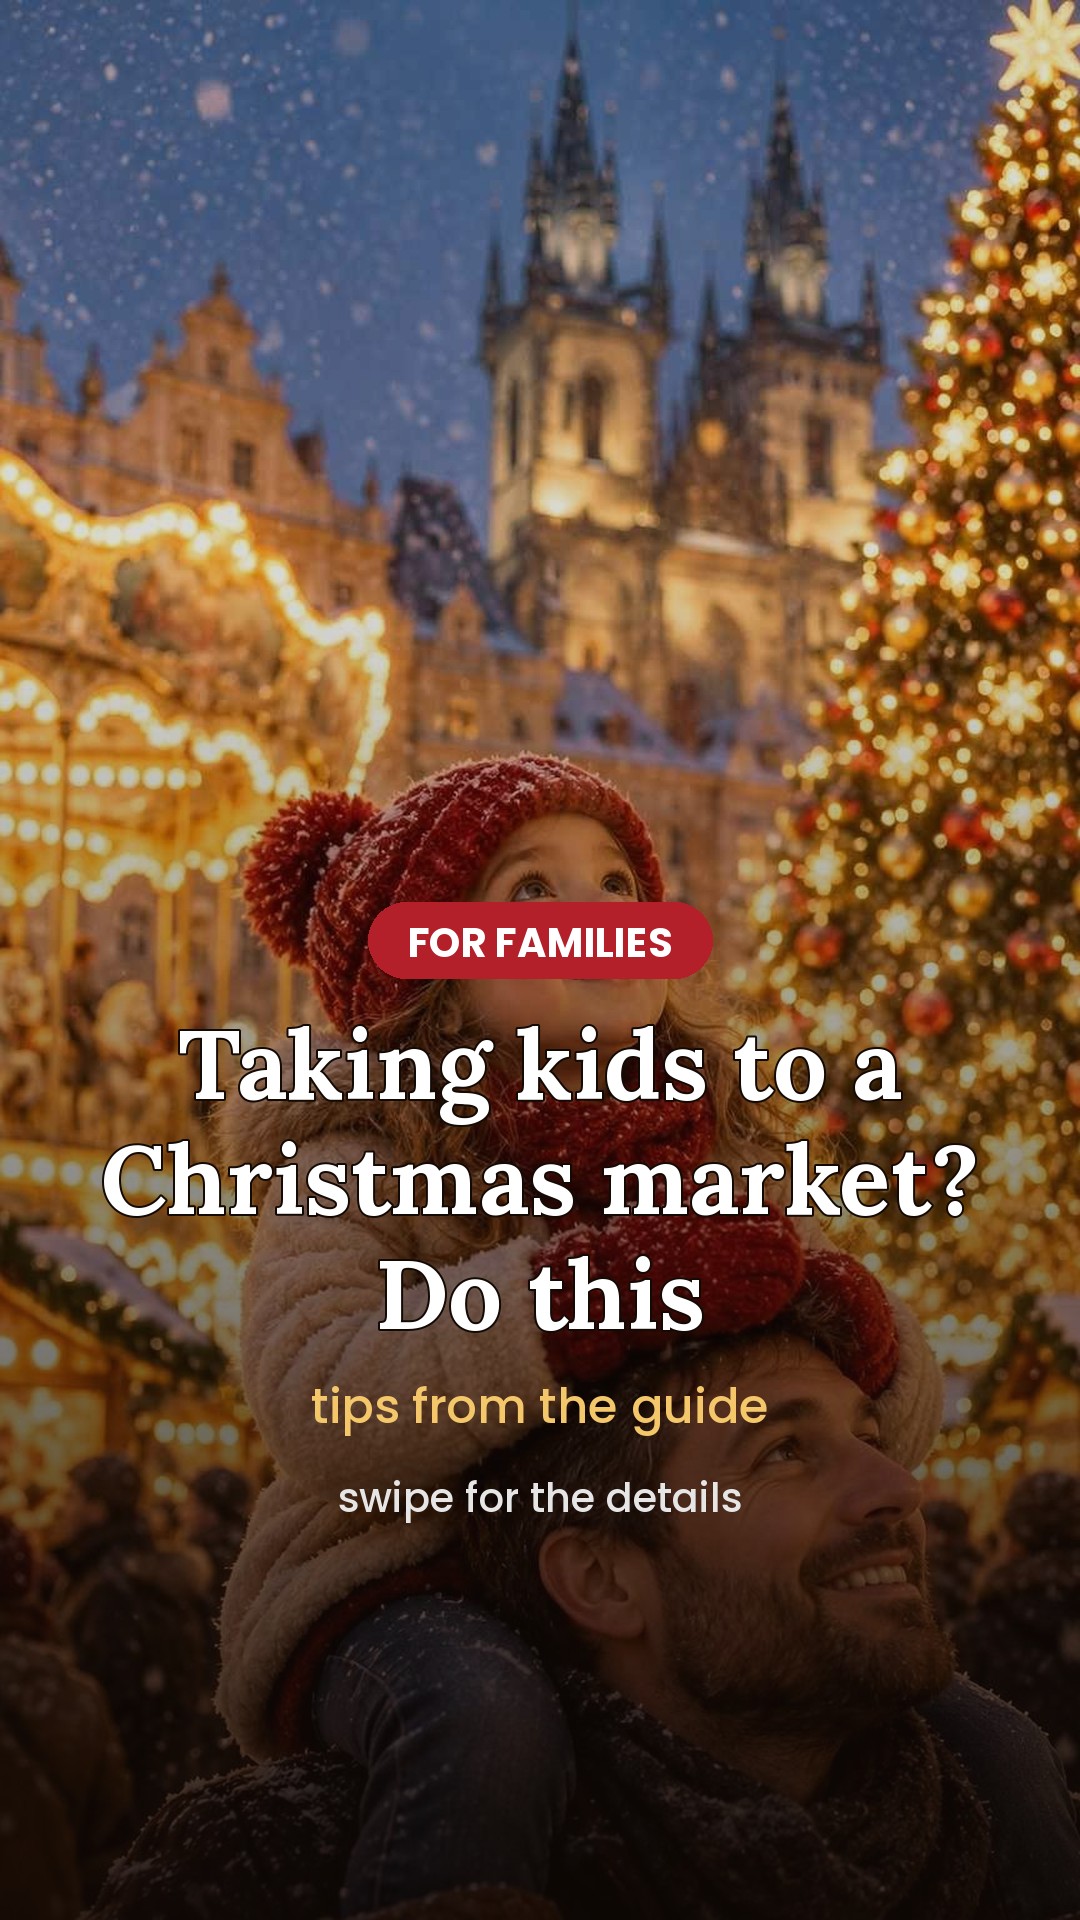 FOR FAMILIES
Taking kids to a
Christmas market?
Do this
tips from the guide
swipe for the details